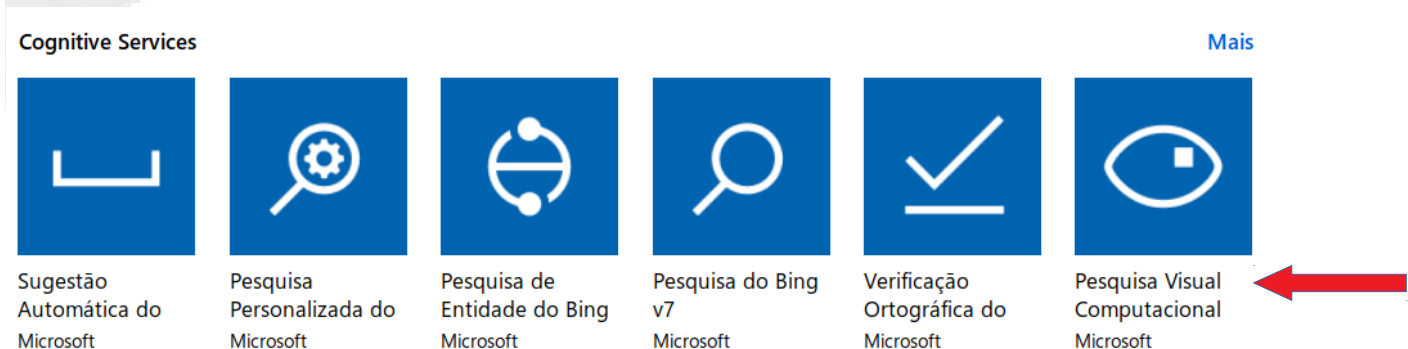 Cognitive Services
Mais
Sugestão
Automática do
Microsoft
Pesquisa
Personalizada do
Microsoft
Pesquisa de
Entidade do Bing
Microsoft
Pesquisa do Bing
v7
Microsoft
Verificação
Ortográfica do
Microsoft
Pesquisa Visual
Computacional
Microsoft